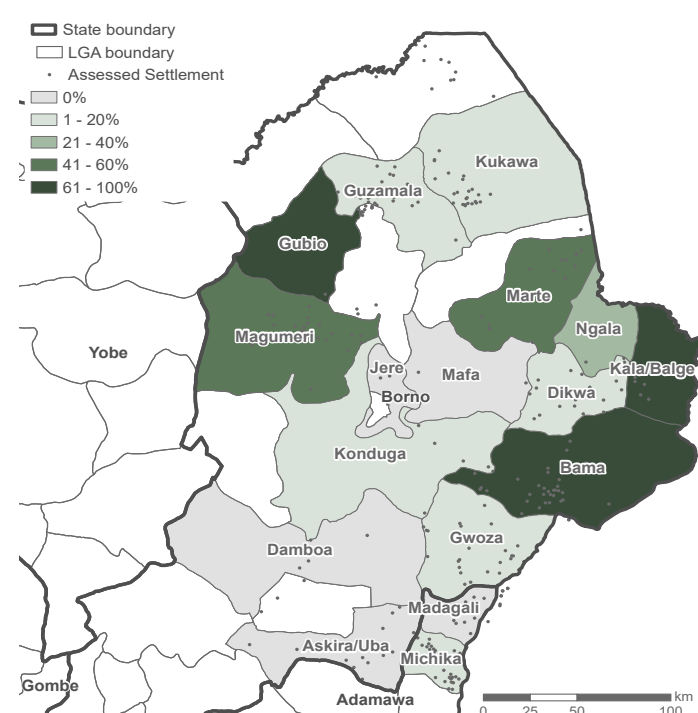 State boundary
LGA boundary
Assessed Settlement
0%
1 - 20%
21 - 40%
41 - 60%
61 - 100%
Kukawa
Guzamala
Gubio
Marte
Ngala
Magumeri
Yobe
Jere
Mafa
Kala/Balge
Dikwa
Borno
Konduga
Bama
Gwoza
Damboa
Madagali
Askira/Uba
Michika
Gombe
Adamawa
km
0 25 50 100